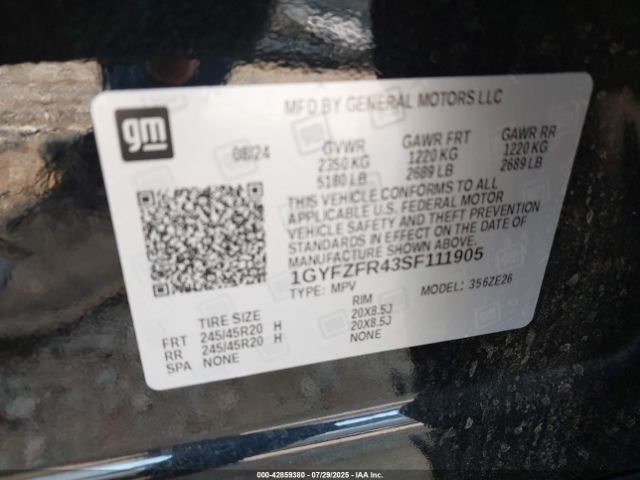 MFD BY GENERAL MOTORS LLC
gm
08/24 GVWR GAWR FRT GAWR RR
2350 KG 1220 KG 1220 KG
5180 LB 2689 LB 2689 LB
THIS VEHICLE CONFORMS TO ALL
APPLICABLE U.S. FEDERAL MOTOR
VEHICLE SAFETY AND THEFT PREVENTION
STANDARDS IN EFFECT ON THE DATE OF
MANUFACTURE SHOWN ABOVE.
1GYFZFR43SF111905
TYPE: MPV MODEL: 356ZE26
TIRE SIZE RIM
FRT 245/45R20 H 20X8.5J
RR 245/45R20 H 20X8.5J
SPA NONE NONE
000-42859380 - 07/29/2025 - IAA Inc.